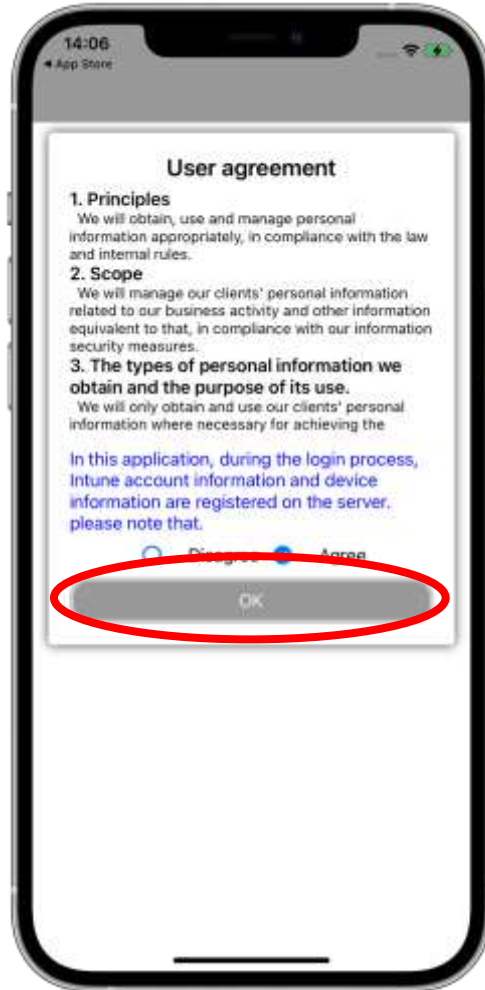 14:06
◀ App Store
User agreement
1. Principles
We will obtain, use and manage personal
information appropriately, in compliance with the law
and internal rules.
2. Scope
We will manage our clients' personal information
related to our business activity and other information
equivalent to that, in compliance with our information
security measures.
3. The types of personal information we
obtain and the purpose of its use.
We will only obtain and use our clients' personal
information where necessary for achieving the
In this application, during the login process,
Intune account information and device
information are registered on the server.
please note that.
Disagree Agree
OK